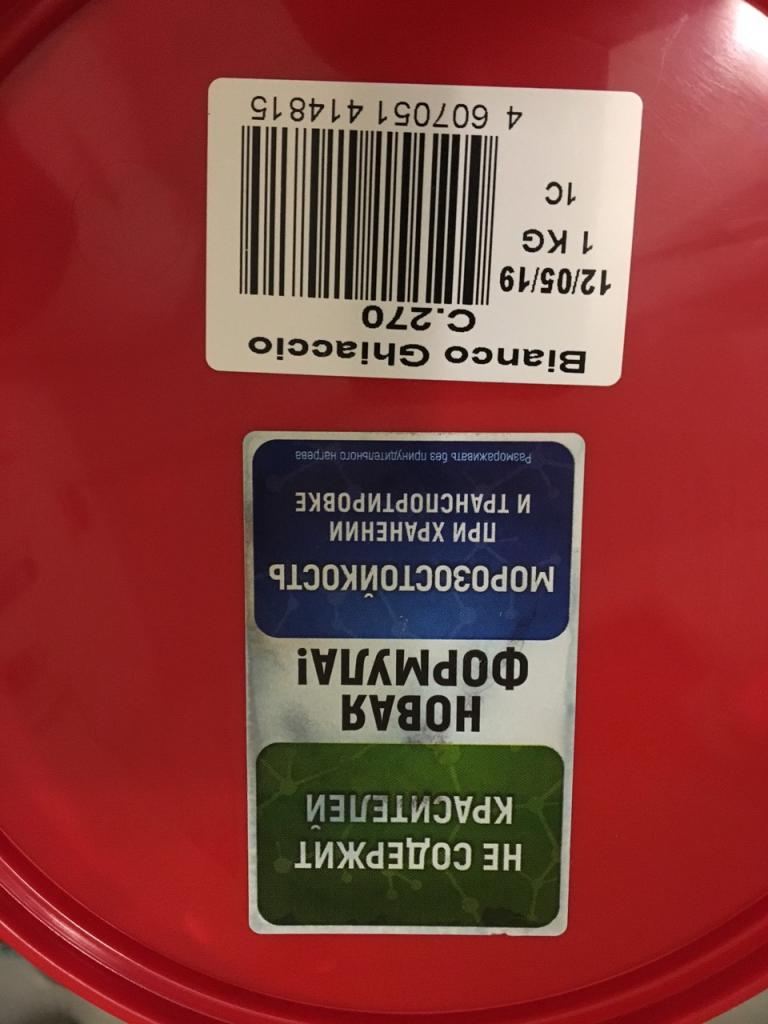 НЕ СОДЕРЖИТ
КРАСИТЕЛЕЙ
НОВАЯ
ФОРМУЛА!
МОРОЗОСТОЙКОСТЬ
ПРИ ХРАНЕНИИ
И ТРАНСПОРТИРОВКЕ
Размораживать без принудительного нагрева
Bianco Ghiaccio
C.270
12/05/19
1 KG
1C
4 607051 414815